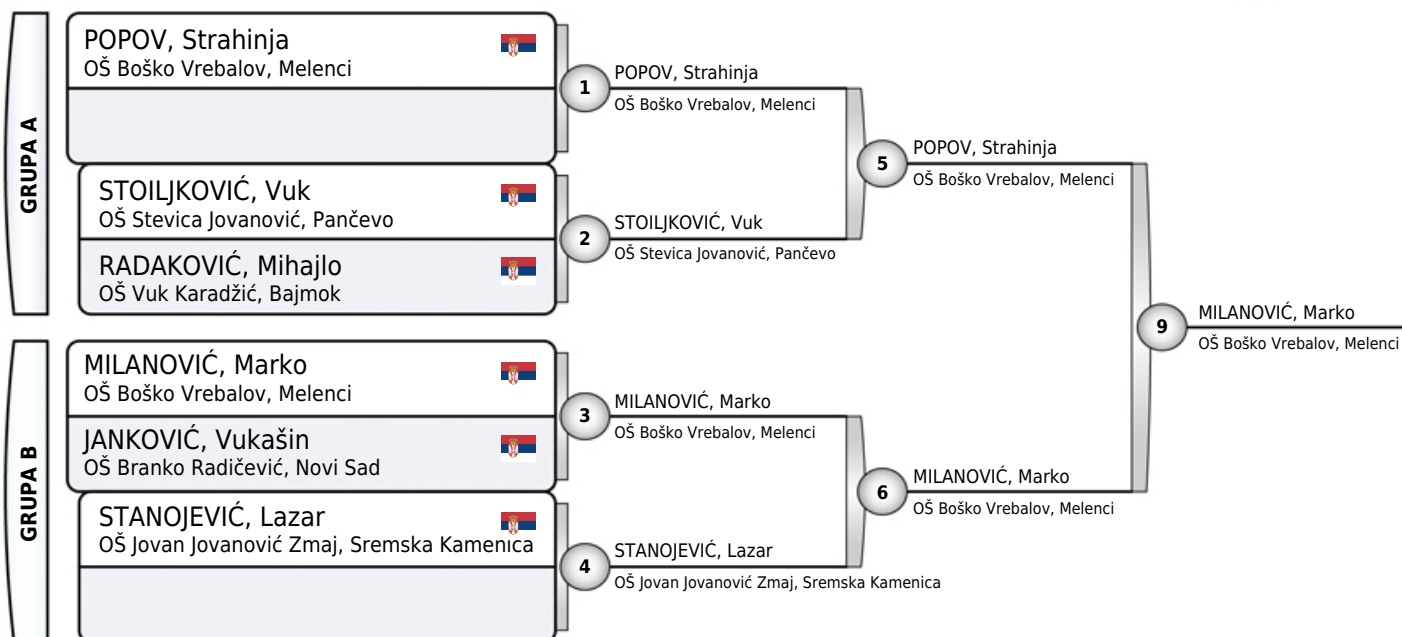 GRUPA A
POPOV, Strahinja
OŠ Boško Vrebalov, Melenci
STOILJKOVIĆ, Vuk
OŠ Stevica Jovanović, Pančevo
RADAKOVIĆ, Mihajlo
OŠ Vuk Karadžić, Bajmok
GRUPA B
MILANOVIĆ, Marko
OŠ Boško Vrebalov, Melenci
JANKOVIĆ, Vukašin
OŠ Branko Radičević, Novi Sad
STANOJEVIĆ, Lazar
OŠ Jovan Jovanović Zmaj, Sremska Kamenica
1
POPOV, Strahinja
OŠ Boško Vrebalov, Melenci
2
STOILJKOVIĆ, Vuk
OŠ Stevica Jovanović, Pančevo
3
MILANOVIĆ, Marko
OŠ Boško Vrebalov, Melenci
4
STANOJEVIĆ, Lazar
OŠ Jovan Jovanović Zmaj, Sremska Kamenica
5
POPOV, Strahinja
OŠ Boško Vrebalov, Melenci
6
MILANOVIĆ, Marko
OŠ Boško Vrebalov, Melenci
9
MILANOVIĆ, Marko
OŠ Boško Vrebalov, Melenci